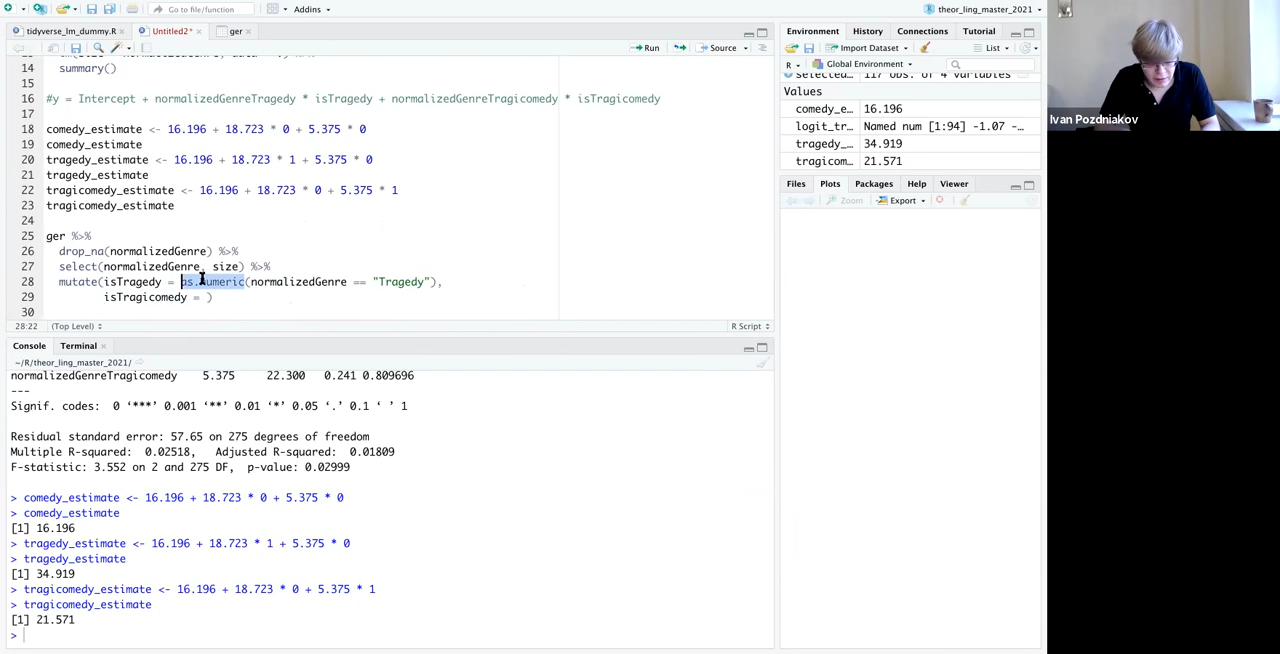 Go to file/function
Addins
theor_ling_master_2021
tidyverse_lm_dummy.R
Untitled2*
ger
Run
Source
14 summary()
15
16 #y = Intercept + normalizedGenreTragedy * isTragedy + normalizedGenreTragicomedy * isTragicomedy
17
18 comedy_estimate <- 16.196 + 18.723 * 0 + 5.375 * 0
19 comedy_estimate
20 tragedy_estimate <- 16.196 + 18.723 * 1 + 5.375 * 0
21 tragedy_estimate
22 tragicomedy_estimate <- 16.196 + 18.723 * 0 + 5.375 * 1
23 tragicomedy_estimate
24
25 ger %>%
26 drop_na(normalizedGenre) %>%
27 select(normalizedGenre, size) %>%
28 mutate(isTragedy = as.numeric(normalizedGenre == "Tragedy"),
29 isTragicomedy = )
30
28:22 (Top Level) R Script
Console Terminal
~/R/theor_ling_master_2021/
normalizedGenreTragicomedy 5.375 22.300 0.241 0.809696
---
Signif. codes: 0 ‘***’ 0.001 ‘**’ 0.01 ‘*’ 0.05 ‘.’ 0.1 ‘ ’ 1
Residual standard error: 57.65 on 275 degrees of freedom
Multiple R-squared: 0.02518, Adjusted R-squared: 0.01809
F-statistic: 3.552 on 2 and 275 DF, p-value: 0.02999
> comedy_estimate <- 16.196 + 18.723 * 0 + 5.375 * 0
> comedy_estimate
[1] 16.196
> tragedy_estimate <- 16.196 + 18.723 * 1 + 5.375 * 0
> tragedy_estimate
[1] 34.919
> tragicomedy_estimate <- 16.196 + 18.723 * 0 + 5.375 * 1
> tragicomedy_estimate
[1] 21.571
>
Environment History Connections Tutorial
Import Dataset List
R Global Environment
selected… 117 obs. of 4 variables
Values
comedy_e… 16.196
logit_tr… Named num [1:94] -1.07 -…
tragedy_… 34.919
tragicom… 21.571
Files Plots Packages Help Viewer
Zoom Export
Ivan Pozdniakov